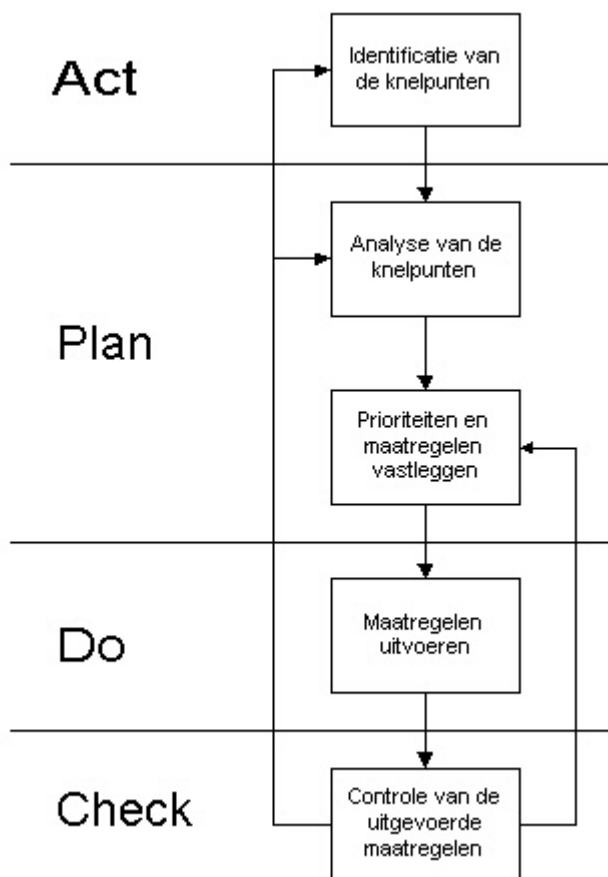 Act
Identificatie van
de knelpunten
Plan
Analyse van de
knelpunten
Prioriteiten en
maatregelen
vastleggen
Do
Maatregelen
uitvoeren
Check
Controle van de
uitgevoerde
maatregelen